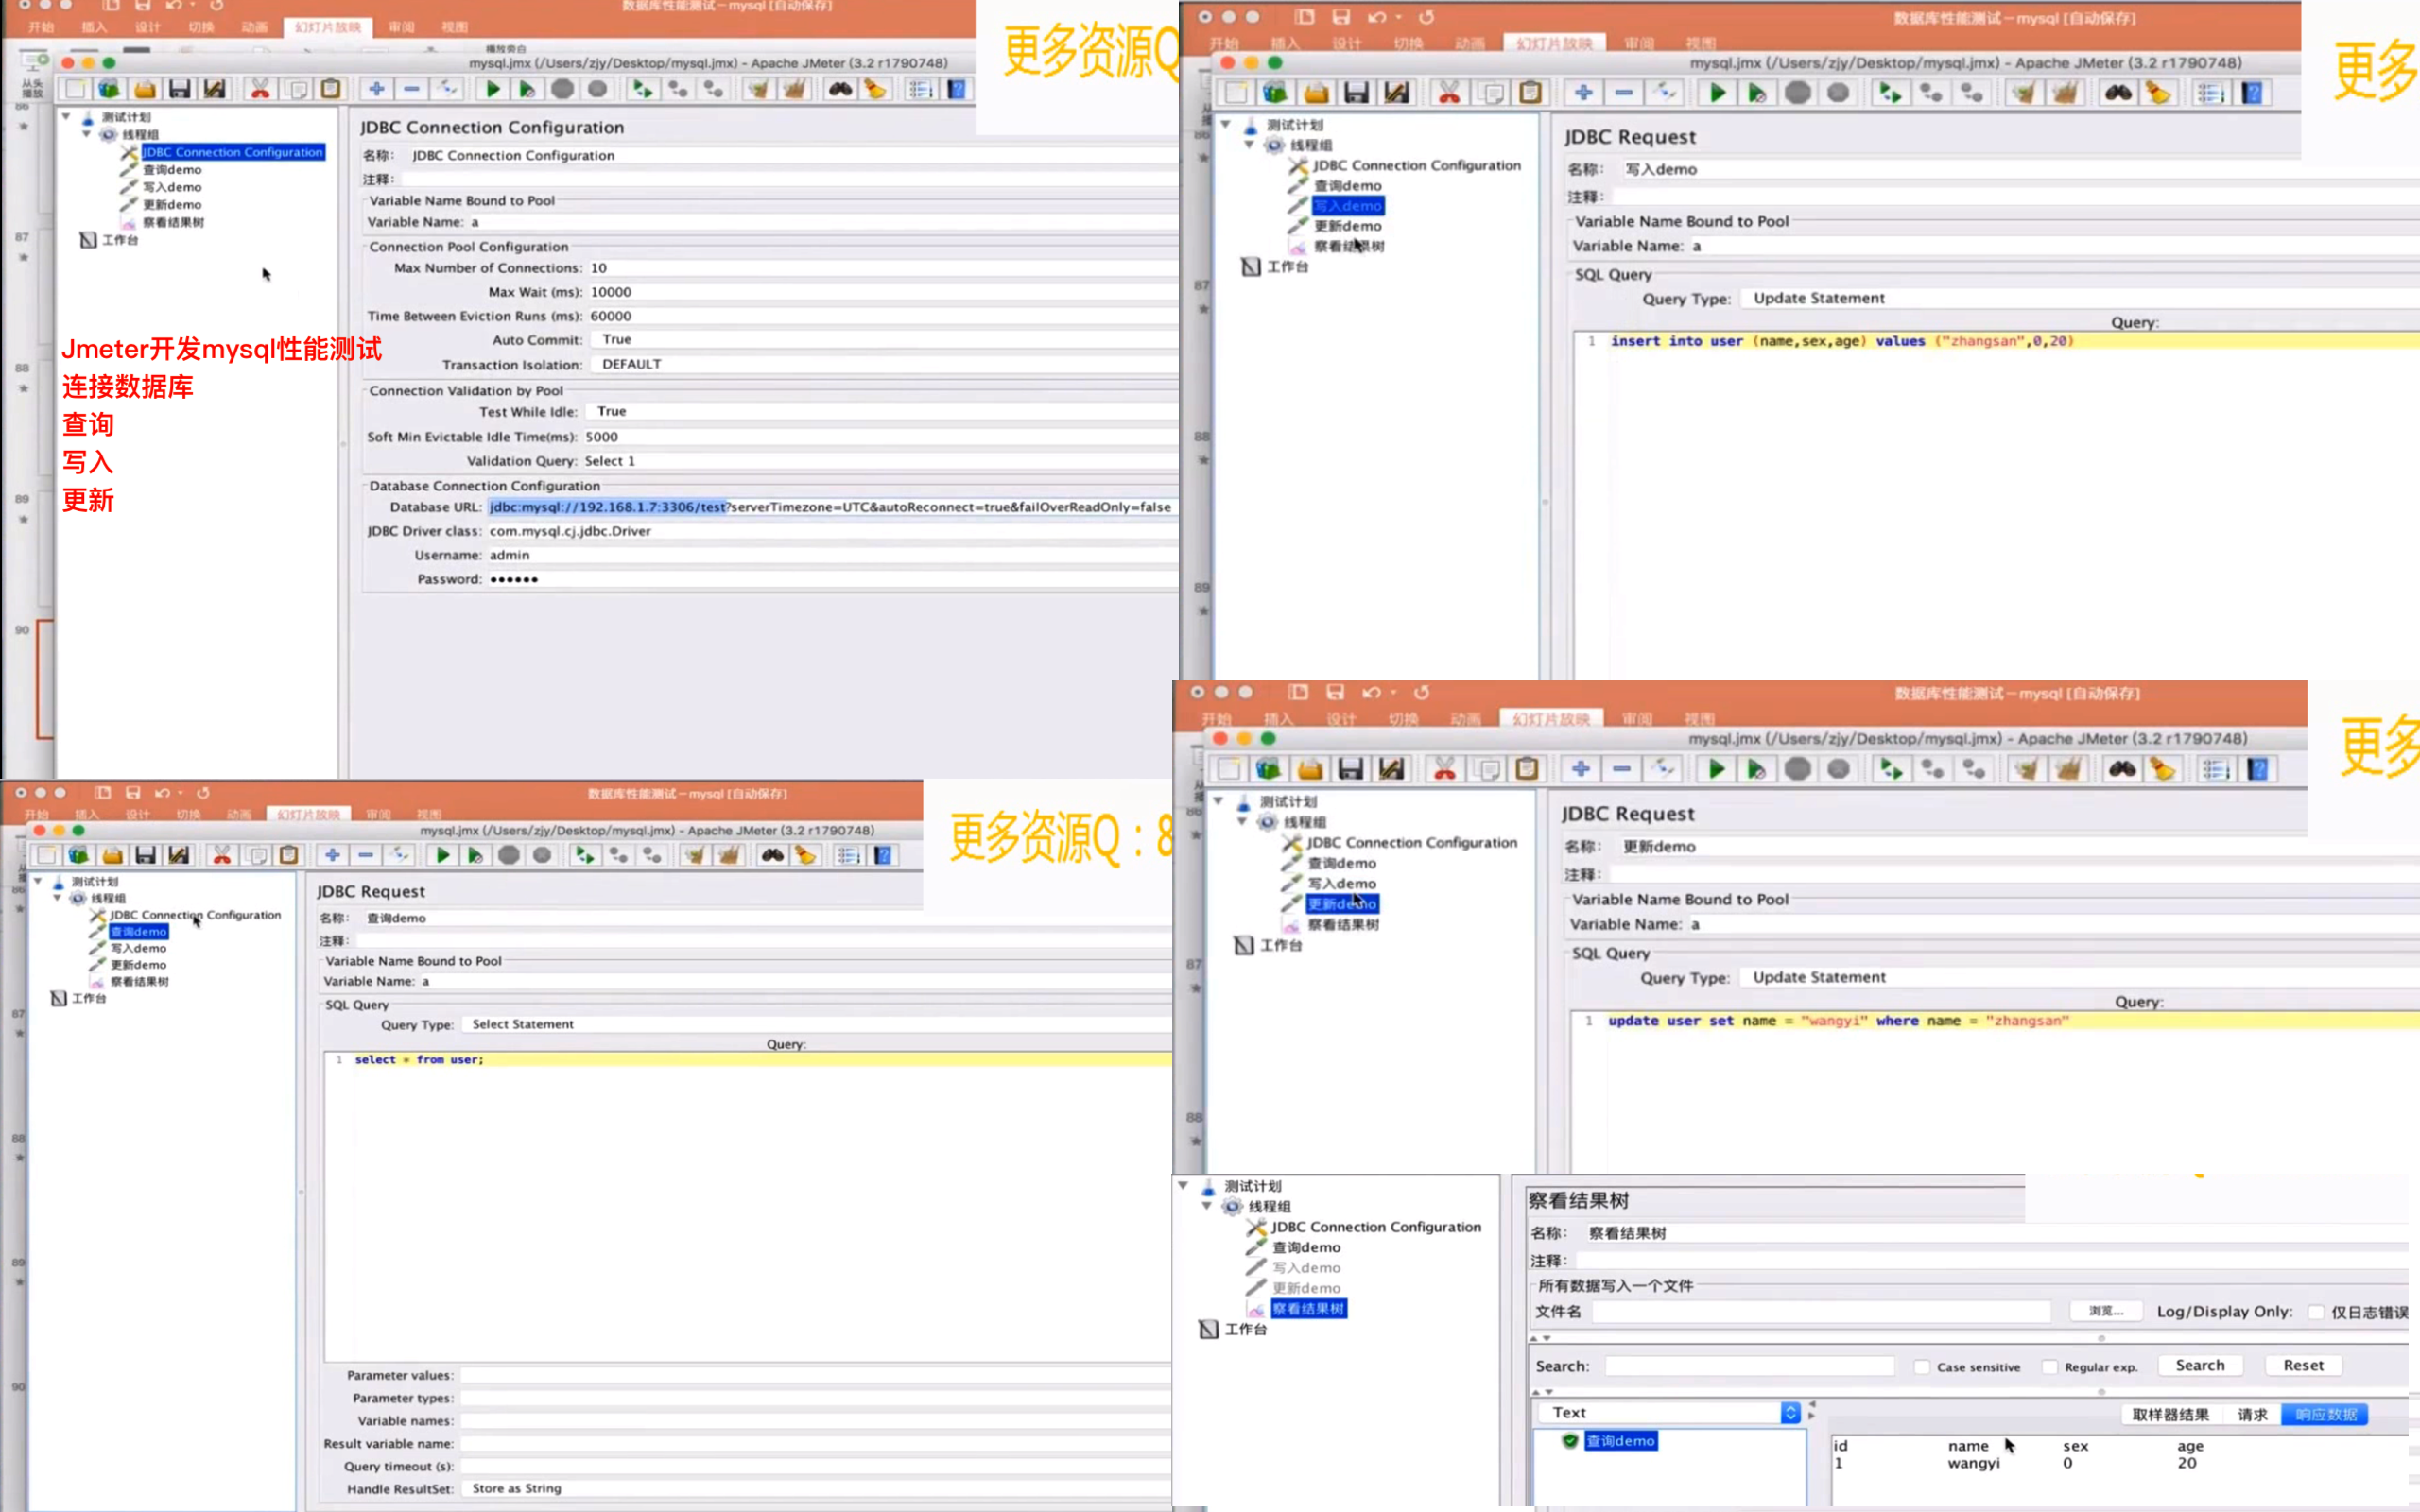 数据库性能测试－mysql [自动保存]
开始 插入 设计 切换 动画 幻灯片放映 审阅 视图
播放旁白
从头
播放
更多资源Q
mysql.jmx (/Users/zjy/Desktop/mysql.jmx) - Apache JMeter (3.2 r1790748)
86
87
88
89
90
测试计划
线程组
JDBC Connection Configuration
查询demo
写入demo
更新demo
察看结果树
工作台
Jmeter开发mysql性能测试
连接数据库
查询
写入
更新
JDBC Connection Configuration
名称： JDBC Connection Configuration
注释：
Variable Name Bound to Pool
Variable Name: a
Connection Pool Configuration
Max Number of Connections: 10
Max Wait (ms): 10000
Time Between Eviction Runs (ms): 60000
Auto Commit: True
Transaction Isolation: DEFAULT
Connection Validation by Pool
Test While Idle: True
Soft Min Evictable Idle Time(ms): 5000
Validation Query: Select 1
Database Connection Configuration
Database URL: jdbc:mysql://192.168.1.7:3306/test?serverTimezone=UTC&autoReconnect=true&failOverReadOnly=false
JDBC Driver class: com.mysql.cj.jdbc.Driver
Username: admin
Password: ••••••
数据库性能测试－mysql [自动保存]
开始 插入 设计 切换 动画 幻灯片放映 审阅 视图
更多
mysql.jmx (/Users/zjy/Desktop/mysql.jmx) - Apache JMeter (3.2 r1790748)
86
87
88
89
测试计划
线程组
JDBC Connection Configuration
查询demo
写入demo
更新demo
察看结果树
工作台
JDBC Request
名称： 写入demo
注释：
Variable Name Bound to Pool
Variable Name: a
SQL Query
Query Type: Update Statement
Query:
1 insert into user (name,sex,age) values ("zhangsan",0,20)
数据库性能测试－mysql [自动保存]
开始 插入 设计 切换 动画 幻灯片放映 审阅 视图
更多资源Q：8
mysql.jmx (/Users/zjy/Desktop/mysql.jmx) - Apache JMeter (3.2 r1790748)
86
87
88
89
90
测试计划
线程组
JDBC Connection Configuration
查询demo
写入demo
更新demo
察看结果树
工作台
JDBC Request
名称： 查询demo
注释：
Variable Name Bound to Pool
Variable Name: a
SQL Query
Query Type: Select Statement
Query:
1 select * from user;
Parameter values:
Parameter types:
Variable names:
Result variable name:
Query timeout (s):
Handle ResultSet: Store as String
数据库性能测试－mysql [自动保存]
开始 插入 设计 切换 动画 幻灯片放映 审阅 视图
更多
mysql.jmx (/Users/zjy/Desktop/mysql.jmx) - Apache JMeter (3.2 r1790748)
86
87
88
测试计划
线程组
JDBC Connection Configuration
查询demo
写入demo
更新demo
察看结果树
工作台
JDBC Request
名称： 更新demo
注释：
Variable Name Bound to Pool
Variable Name: a
SQL Query
Query Type: Update Statement
Query:
1 update user set name = "wangyi" where name = "zhangsan"
测试计划
线程组
JDBC Connection Configuration
查询demo
写入demo
更新demo
察看结果树
工作台
察看结果树
名称： 察看结果树
注释：
所有数据写入一个文件
文件名 浏览... Log/Display Only: 仅日志错误
Search: Case sensitive Regular exp. Search Reset
Text
取样器结果 请求 响应数据
查询demo
id name sex age
1 wangyi 0 20